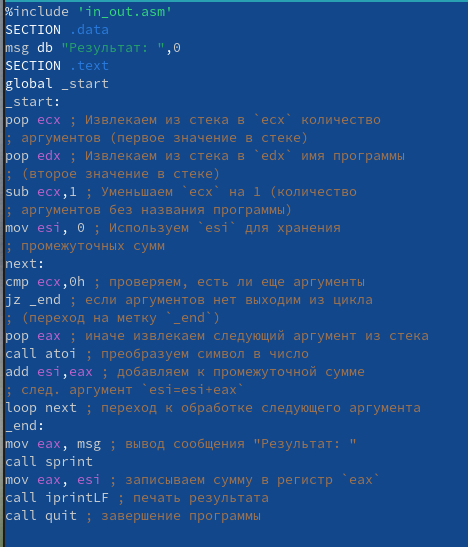 %include 'in_out.asm'
SECTION .data
msg db "Результат: ",0
SECTION .text
global _start
_start:
pop ecx ; Извлекаем из стека в `ecx` количество
; аргументов (первое значение в стеке)
pop edx ; Извлекаем из стека в `edx` имя программы
; (второе значение в стеке)
sub ecx,1 ; Уменьшаем `ecx` на 1 (количество
; аргументов без названия программы)
mov esi, 0 ; Используем `esi` для хранения
; промежуточных сумм
next:
cmp ecx,0h ; проверяем, есть ли еще аргументы
jz _end ; если аргументов нет выходим из цикла
; (переход на метку `_end`)
pop eax ; иначе извлекаем следующий аргумент из стека
call atoi ; преобразуем символ в число
add esi,eax ; добавляем к промежуточной сумме
; след. аргумент `esi=esi+eax`
loop next ; переход к обработке следующего аргумента
_end:
mov eax, msg ; вывод сообщения "Результат: "
call sprint
mov eax, esi ; записываем сумму в регистр `eax`
call iprintLF ; печать результата
call quit ; завершение программы